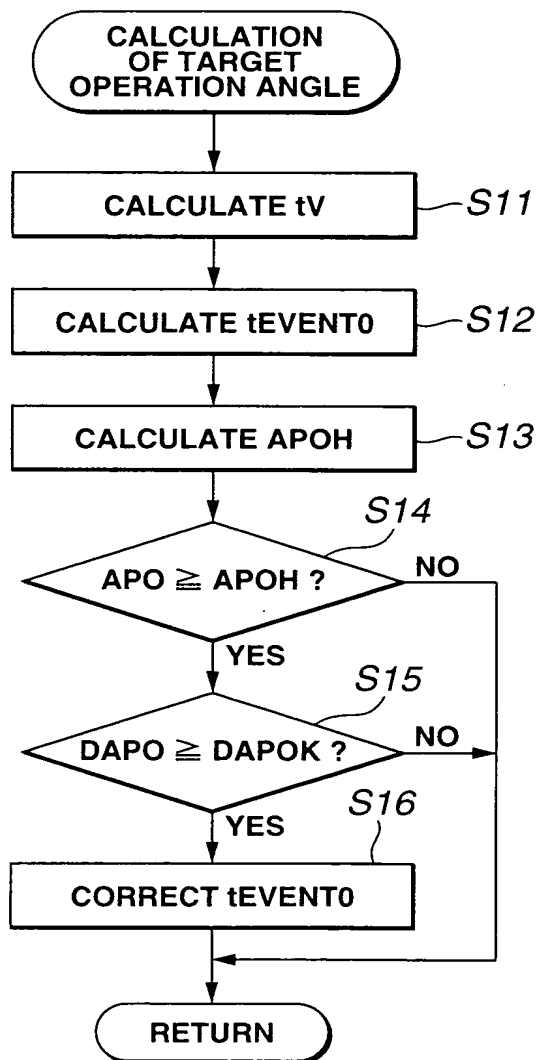 CALCULATION
OF TARGET
OPERATION ANGLE
CALCULATE tV
S11
CALCULATE tEVENT0
S12
CALCULATE APOH
S13
S14
APO ≧ APOH ?
NO
YES
S15
DAPO ≧ DAPOK ?
NO
YES
S16
CORRECT tEVENT0
RETURN